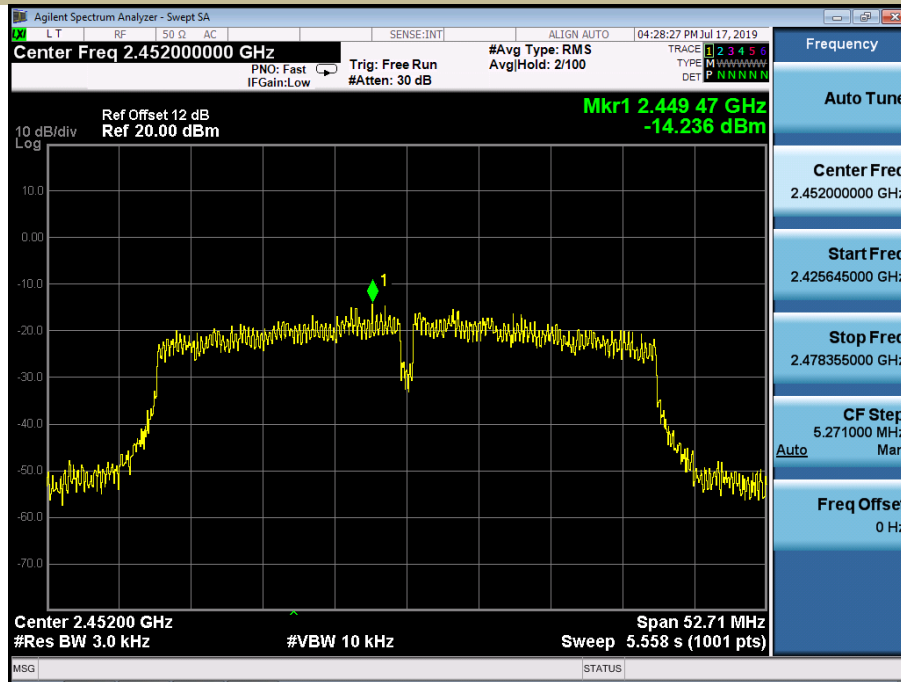 Agilent Spectrum Analyzer - Swept SA
LXI L T RF 50 Ω AC SENSE:INT ALIGN AUTO 04:28:27 PM Jul 17, 2019
Center Freq 2.452000000 GHz
PNO: Fast
IFGain:Low
Trig: Free Run
#Atten: 30 dB
#Avg Type: RMS
Avg|Hold: 2/100
TRACE 1 2 3 4 5 6
TYPE M WWWWW
DET P N N N N N
Mkr1 2.449 47 GHz
-14.236 dBm
Ref Offset 12 dB
10 dB/div Ref 20.00 dBm
Log
10.0
0.00
-10.0
-20.0
-30.0
-40.0
-50.0
-60.0
-70.0
1
Center 2.45200 GHz
Span 52.71 MHz
#Res BW 3.0 kHz
#VBW 10 kHz
Sweep 5.558 s (1001 pts)
MSG
STATUS
Frequency
Auto Tune
Center Freq
2.452000000 GHz
Start Freq
2.425645000 GHz
Stop Freq
2.478355000 GHz
CF Step
5.271000 MHz
Auto Man
Freq Offset
0 Hz